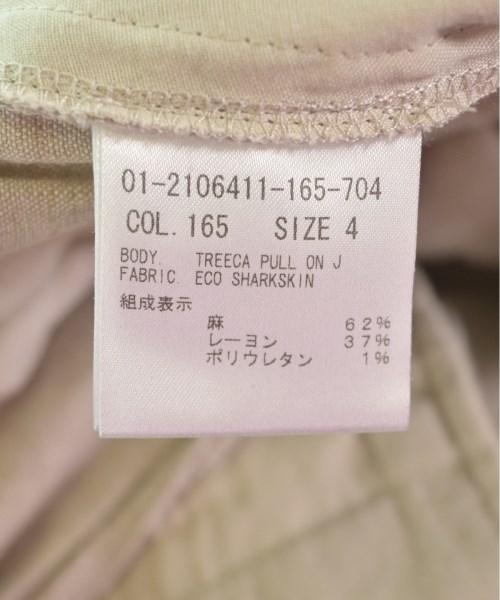 01-2106411-165-704
COL. 165 SIZE 4
BODY. TREECA PULL ON J
FABRIC. ECO SHARKSKIN
組成表示
麻 62%
レーヨン 37%
ポリウレタン 1%